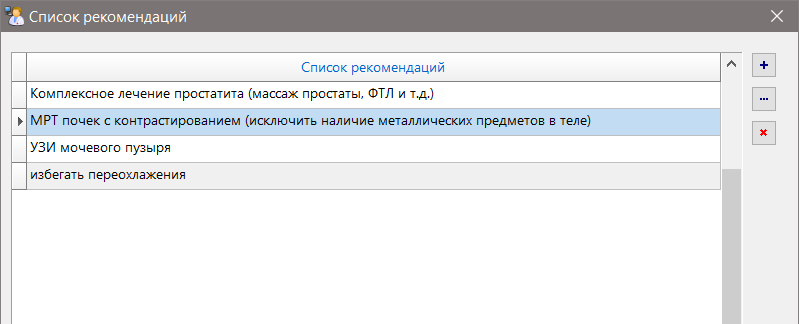 Список рекомендаций
Список рекомендаций
Комплексное лечение простатита (массаж простаты, ФТЛ и т.д.)
МРТ почек с контрастированием (исключить наличие металлических предметов в теле)
УЗИ мочевого пузыря
избегать переохлажения